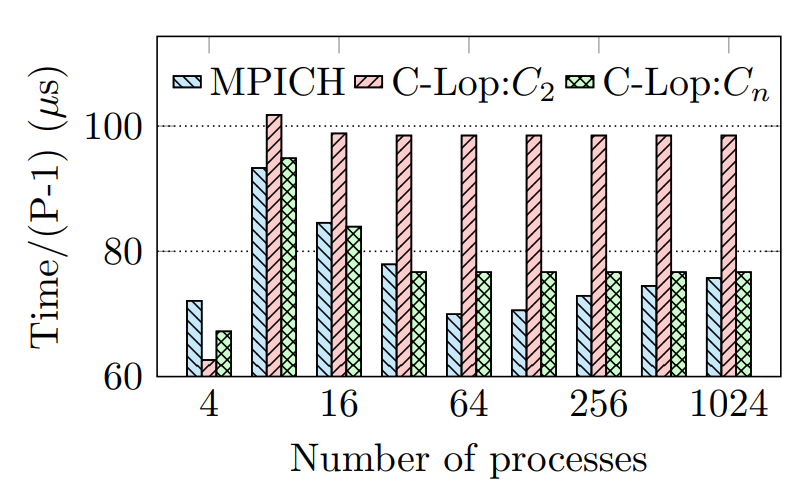 MPICH C-Lop:C₂ C-Lop:Cₙ
Time/(P-1) (μs)
100
80
60
4 16 64 256 1024
Number of processes